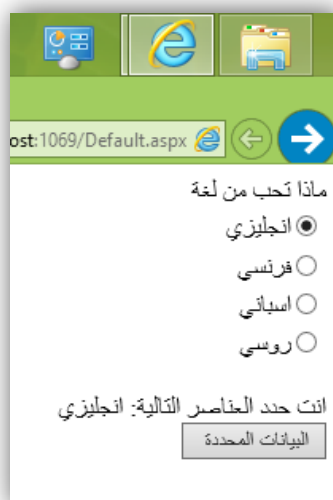 ost:1069/Default.aspx
ماذا تحب من لغة
انجليزي
فرنسي
اسباني
روسي
انت حدد العناصر التالية: انجليزي
البيانات المحددة